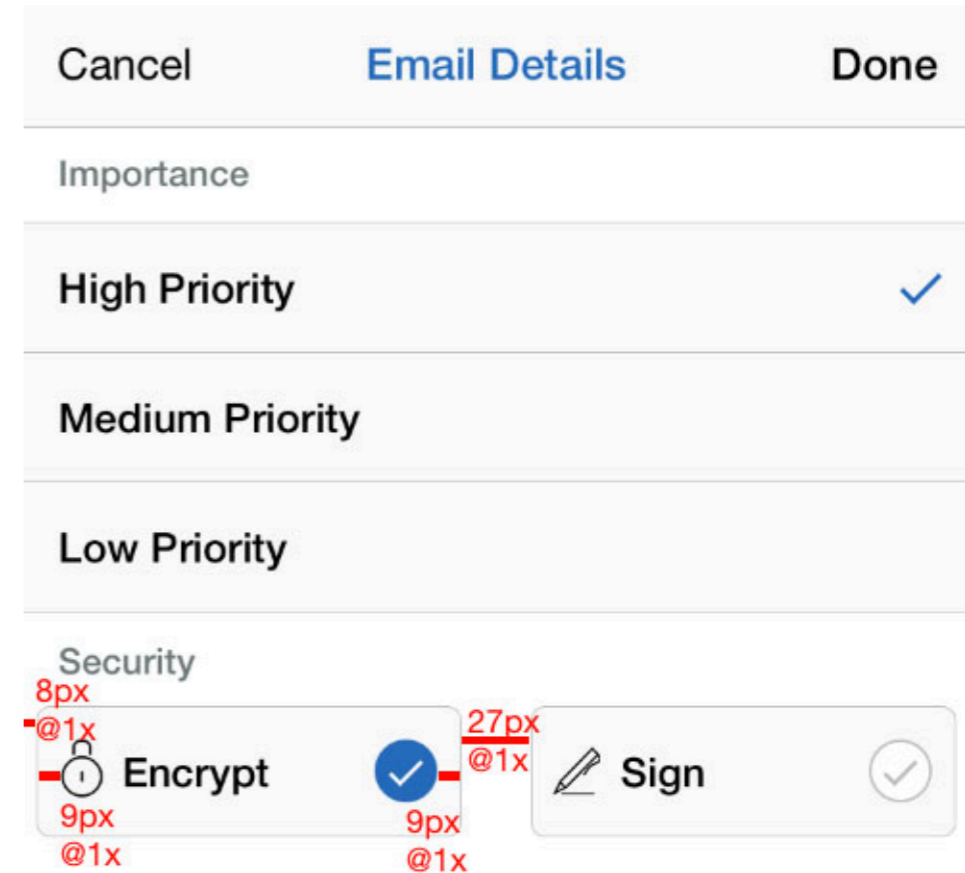 Cancel Email Details Done
Importance
High Priority
Medium Priority
Low Priority
Security
8px
@1x
27px
@1x
Encrypt
Sign
9px
@1x
9px
@1x